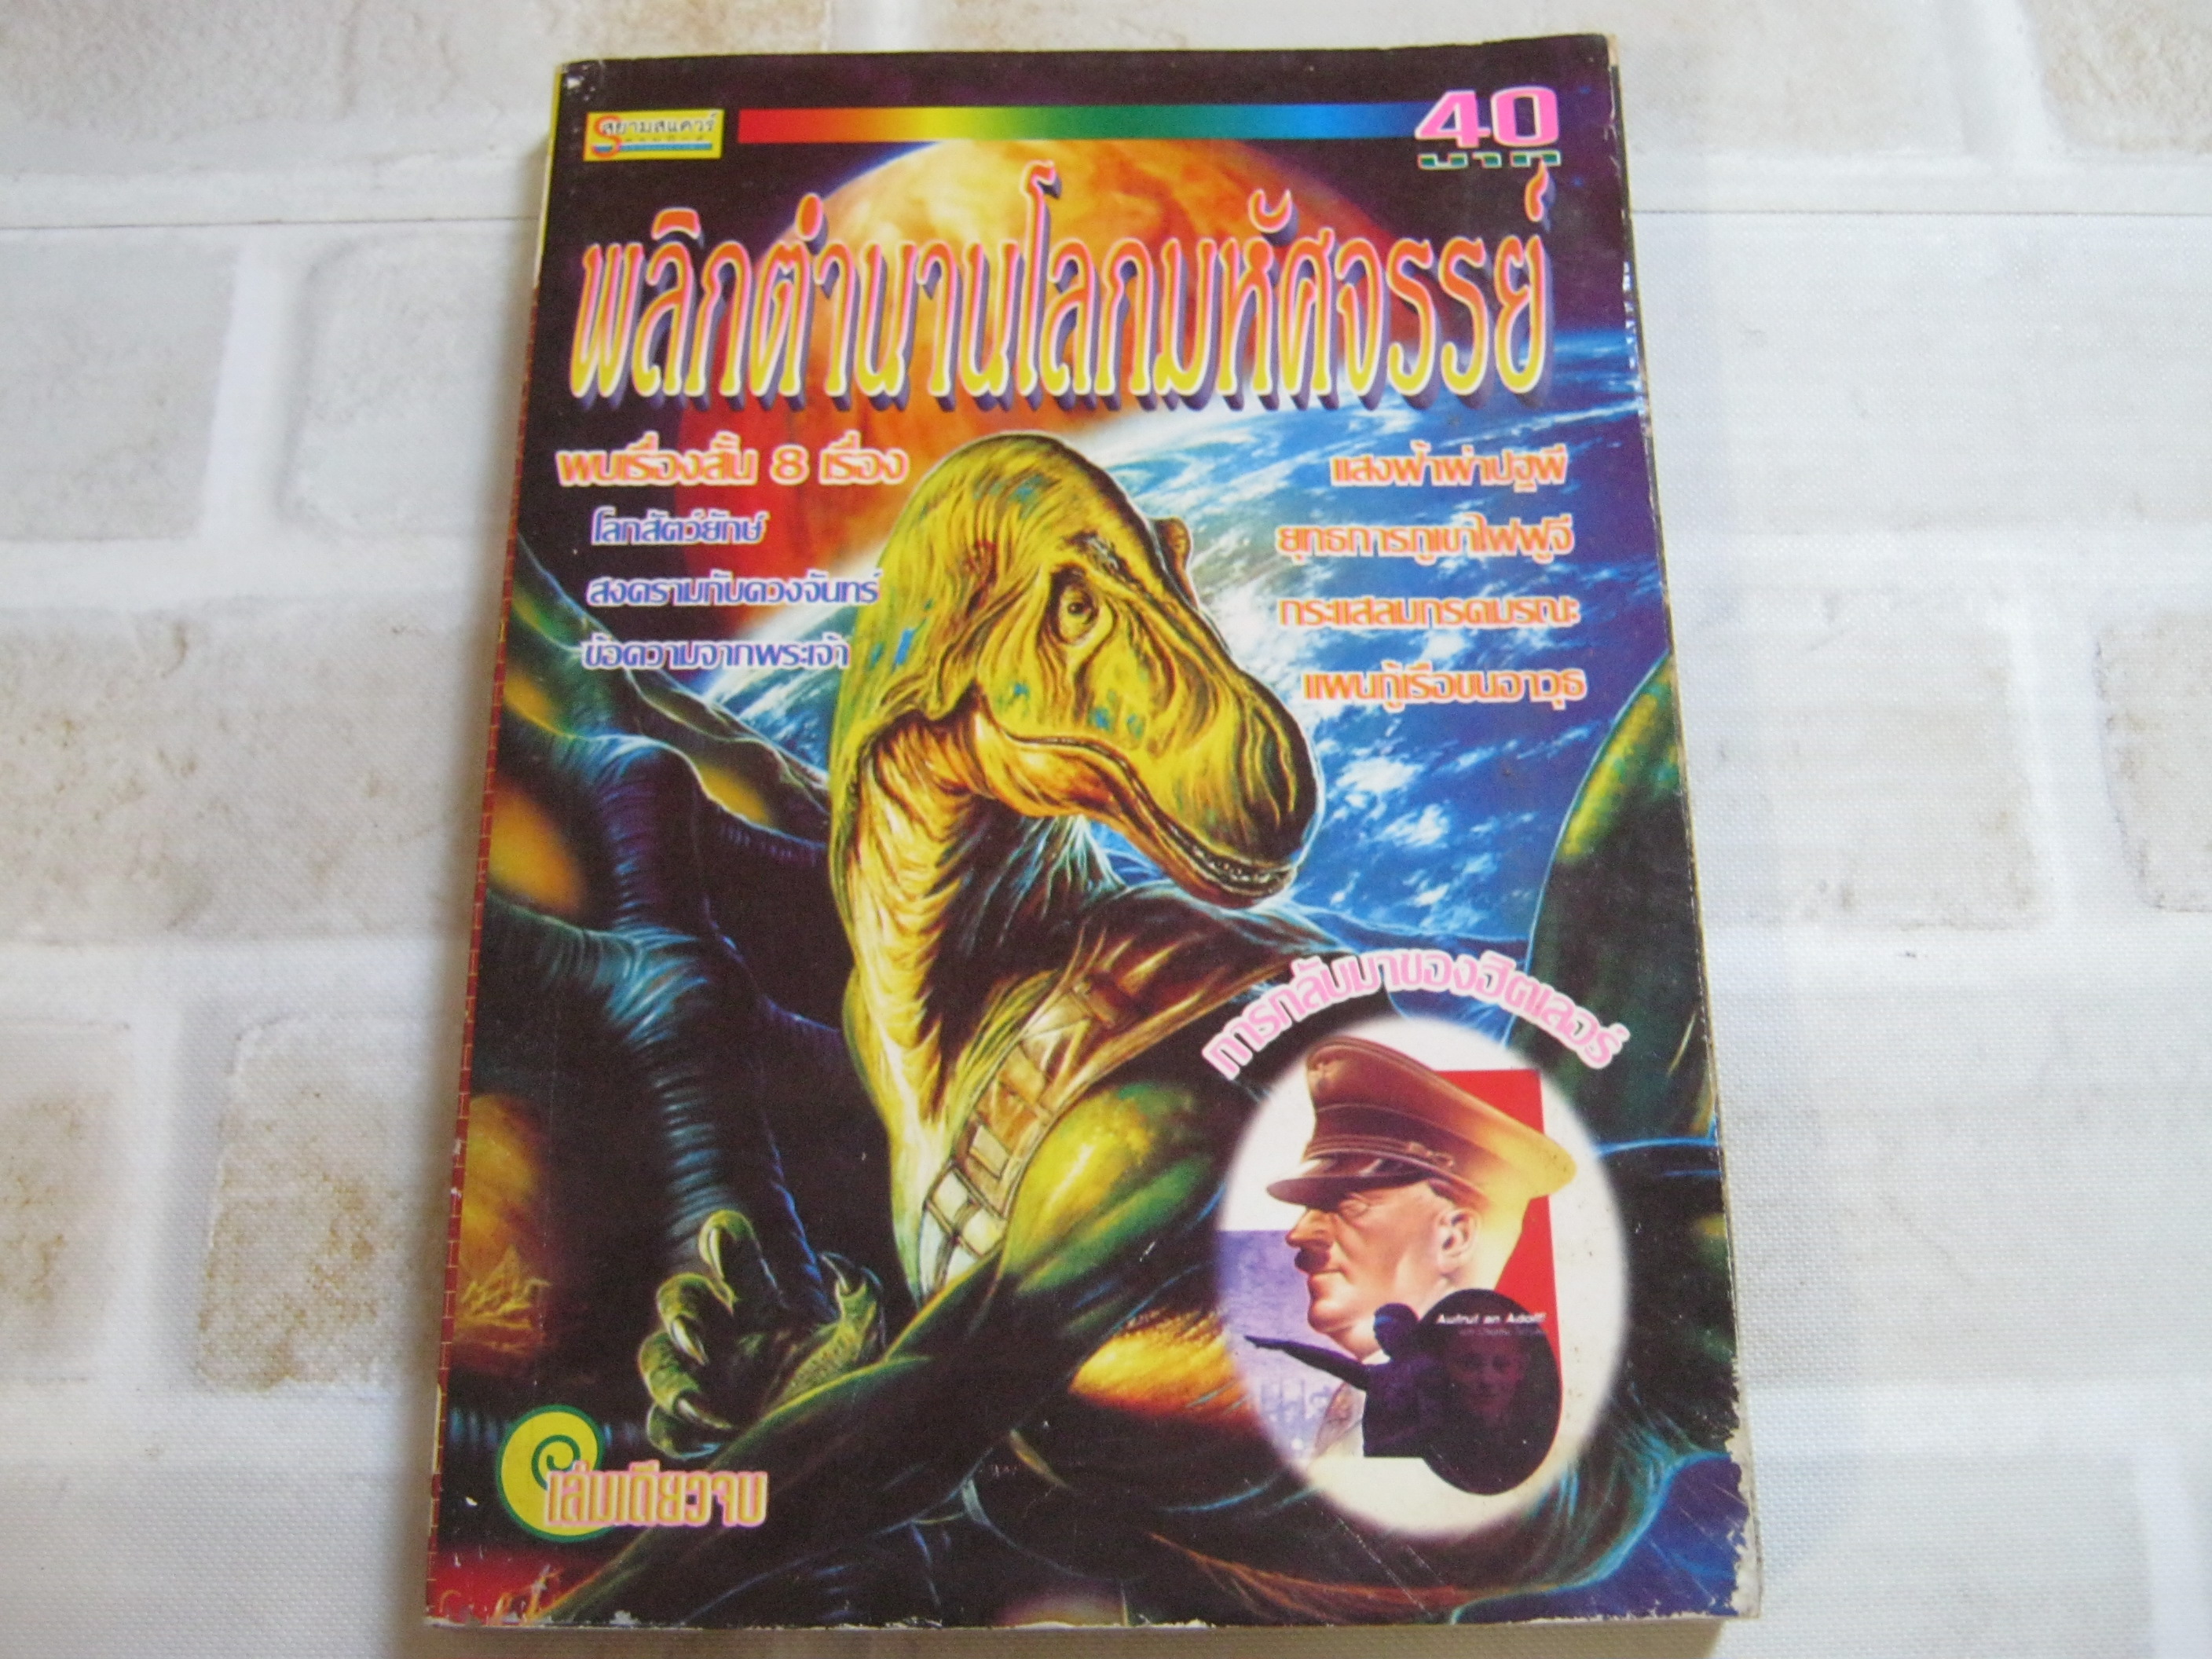 สยามสแควร์
40
บาท
พลิกตำนานโลกมหัศจรรย์
พบเรื่องสั้น 8 เรื่อง
โลกสัตว์ยักษ์
สงครามกับดวงจันทร์
ข้อความจากพระเจ้า
แสงฟ้าผ่าปฐพี
ยุทธการภูเขาไฟฟูจี
กระแสลมกรดมรณะ
แผนกู้เรือขนอาวุธ
การกลับมาของฮิตเลอร์
Aufruf an Adolf!
เล่มเดียวจบ